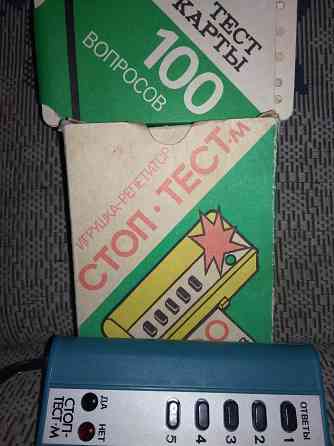 ТЕСТ
КАРТЫ
100
ВОПРОСОВ
ИГРУШКА-РЕПЕТИТОР
СТОП·ТЕСТ-М
СТОП-
ТЕСТ-М
ДА
НЕТ
ОТВЕТЫ
1
2
3
4
5